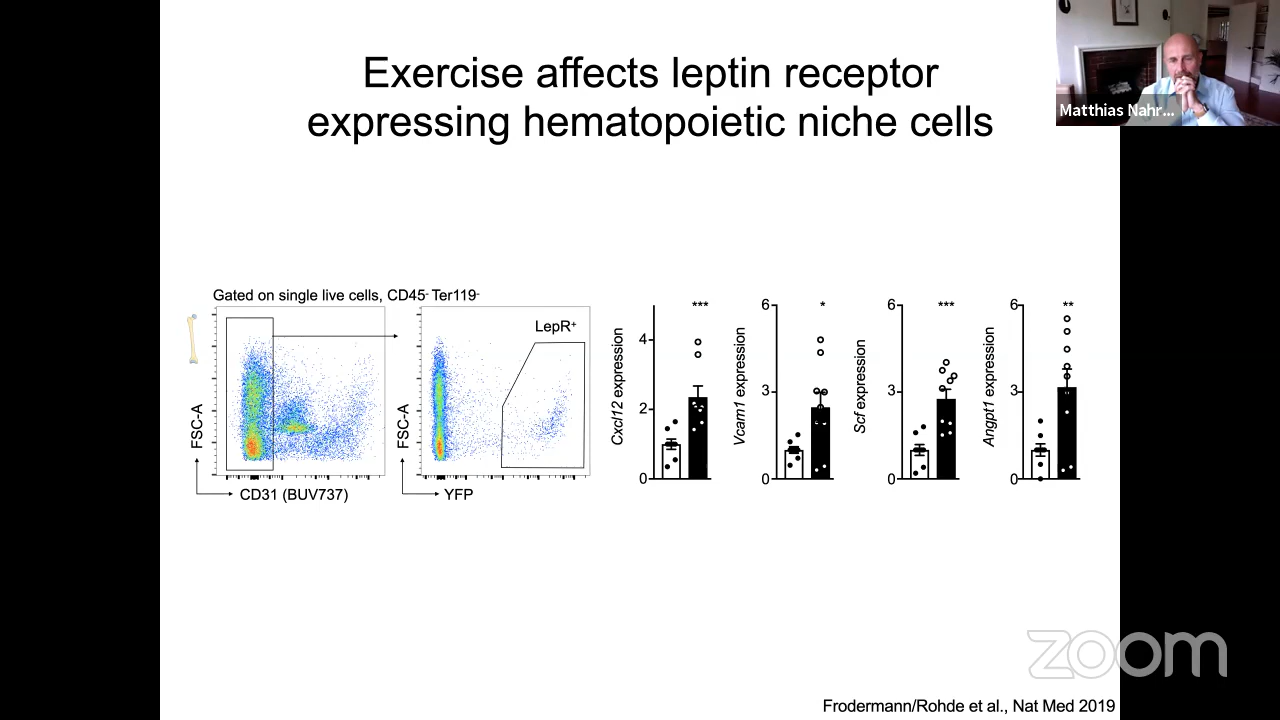 Exercise affects leptin receptor
expressing hematopoietic niche cells
Matthias Nahr...
Gated on single live cells, CD45- Ter119-
FSC-A
CD31 (BUV737)
LepR+
FSC-A
YFP
Cxcl12 expression
4
2
0
***
Vcam1 expression
6
3
0
*
Scf expression
6
3
0
***
Angpt1 expression
6
3
0
**
zoom
Frodermann/Rohde et al., Nat Med 2019